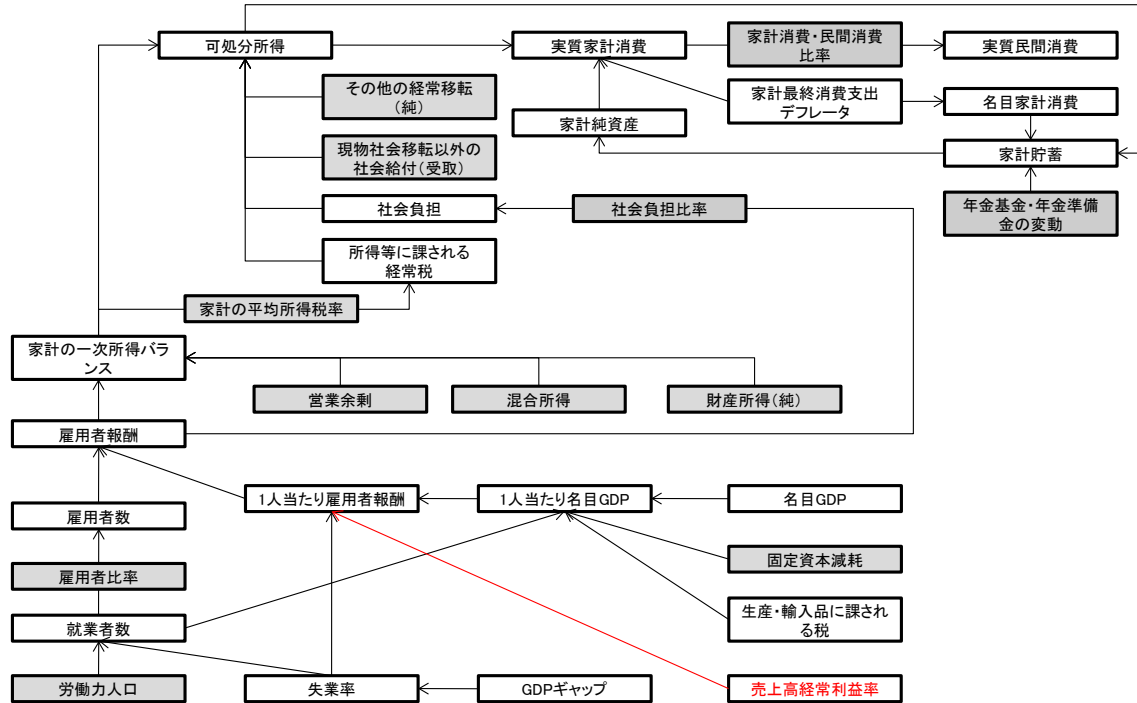 可処分所得
実質家計消費
家計消費・民間消費
比率
実質民間消費
その他の経常移転
(純)
家計最終消費支出
デフレータ
名目家計消費
家計純資産
現物社会移転以外の
社会給付(受取)
家計貯蓄
社会負担
社会負担比率
年金基金・年金準備
金の変動
所得等に課される
経常税
家計の平均所得税率
家計の一次所得バラ
ンス
営業余剰
混合所得
財産所得(純)
雇用者報酬
1人当たり雇用者報酬
1人当たり名目GDP
名目GDP
雇用者数
固定資本減耗
雇用者比率
就業者数
生産・輸入品に課され
る税
労働力人口
失業率
GDPギャップ
売上高経常利益率